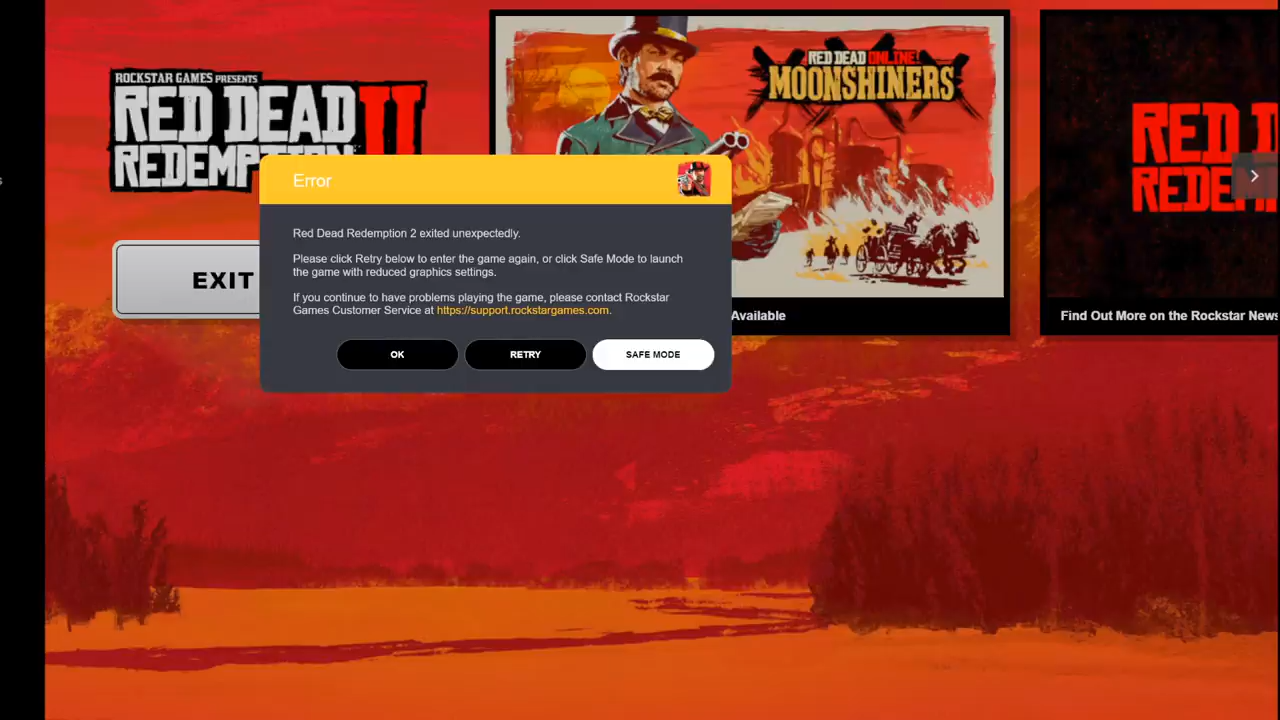 s
ROCKSTAR GAMES PRESENTS
RED DEAD
II
EXIT
RED DEAD ONLINE!
MOONSHINERS
Available
RED
Find Out More on the Rockstar News
Error
Red Dead Redemption 2 exited unexpectedly.
Please click Retry below to enter the game again, or click Safe Mode to launch
the game with reduced graphics settings.
If you continue to have problems playing the game, please contact Rockstar
Games Customer Service at https://support.rockstargames.com.
OK
RETRY
SAFE MODE